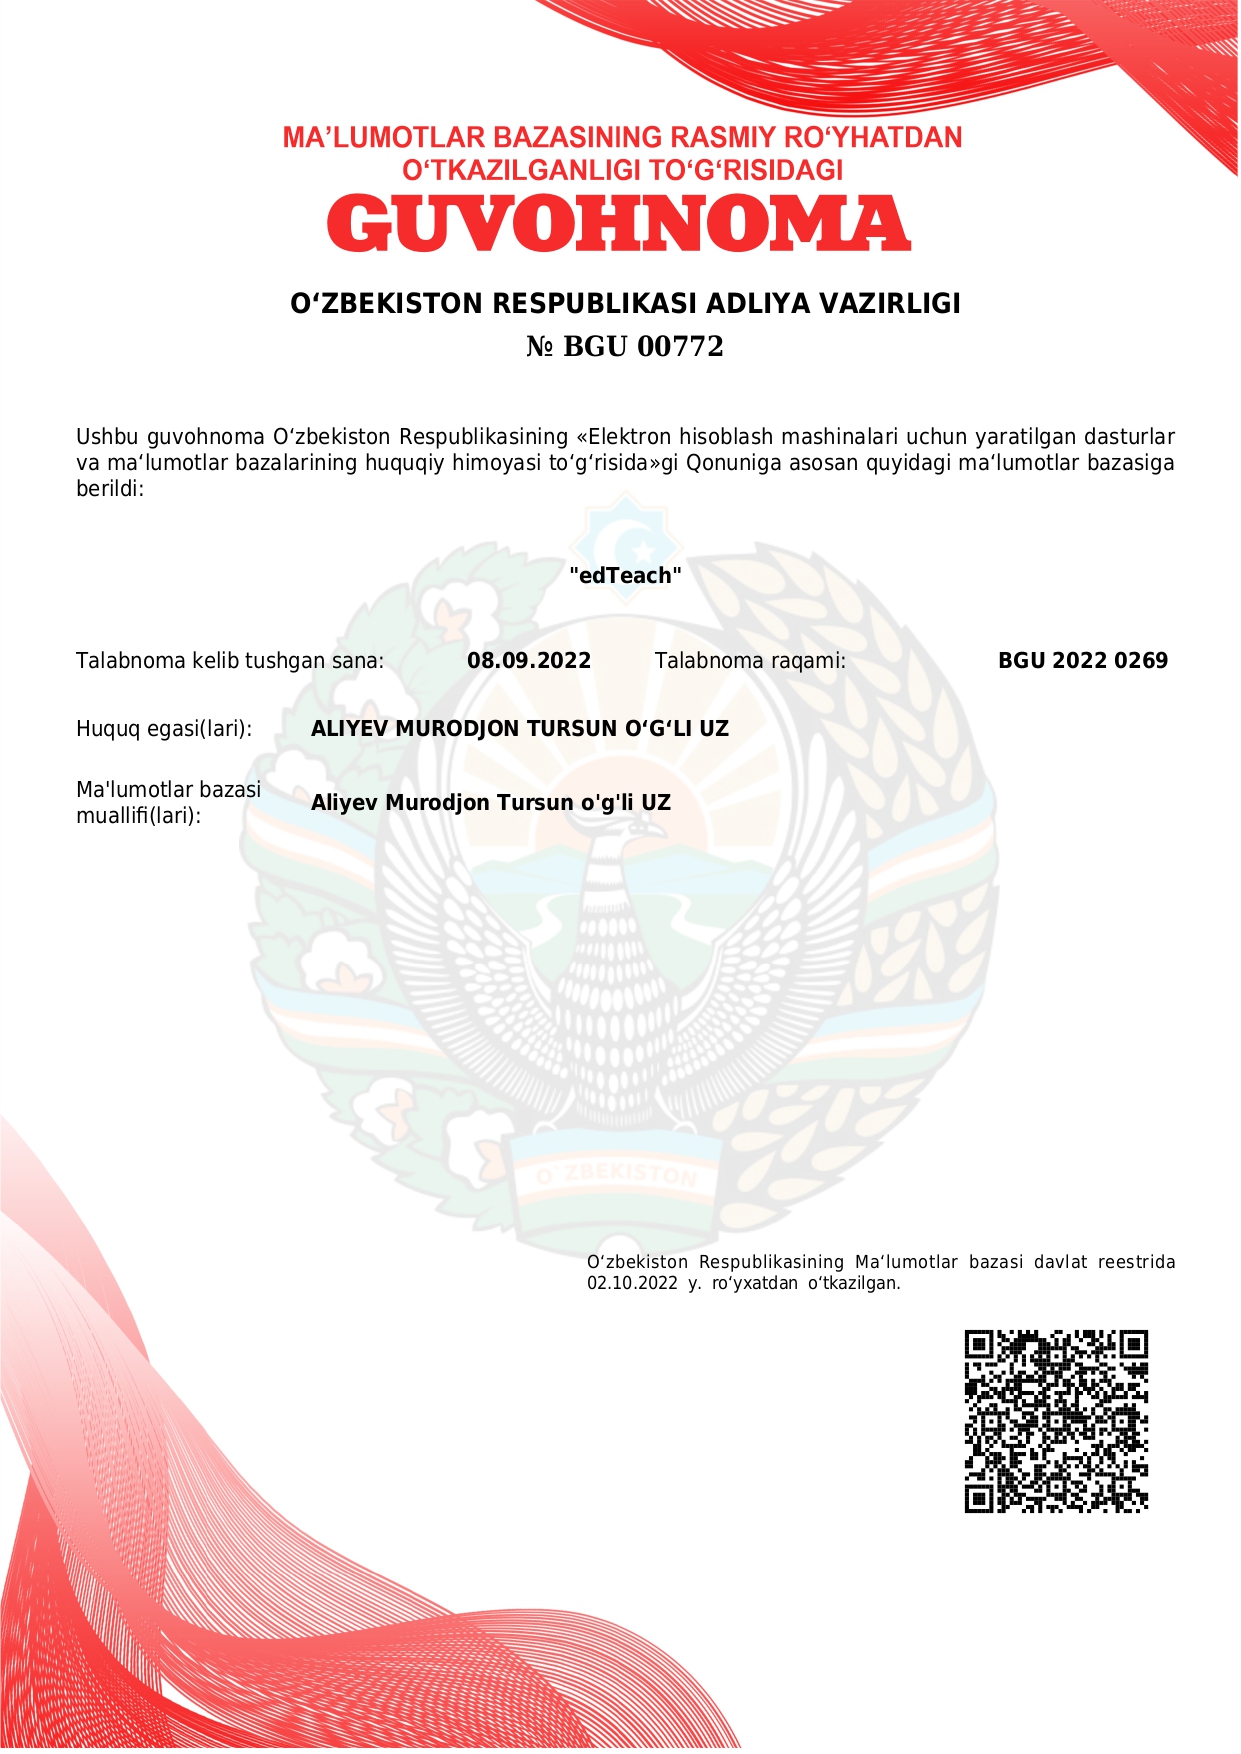 MA’LUMOTLAR BAZASINING RASMIY RO‘YHATDAN
O‘TKAZILGANLIGI TO‘G‘RISIDAGI
GUVOHNOMA
O‘ZBEKISTON RESPUBLIKASI ADLIYA VAZIRLIGI
№ BGU 00772
Ushbu guvohnoma O‘zbekiston Respublikasining «Elektron hisoblash mashinalari uchun yaratilgan dasturlar
va ma‘lumotlar bazalarining huquqiy himoyasi to‘g‘risida»gi Qonuniga asosan quyidagi ma‘lumotlar bazasiga
berildi:
"edTeach"
Talabnoma kelib tushgan sana: 08.09.2022 Talabnoma raqami: BGU 2022 0269
Huquq egasi(lari): ALIYEV MURODJON TURSUN O‘G‘LI UZ
Ma'lumotlar bazasi
muallifi(lari): Aliyev Murodjon Tursun o'g'li UZ
O`ZBEKISTON
O‘zbekiston Respublikasining Ma‘lumotlar bazasi davlat reestrida
02.10.2022 y. ro‘yxatdan o‘tkazilgan.